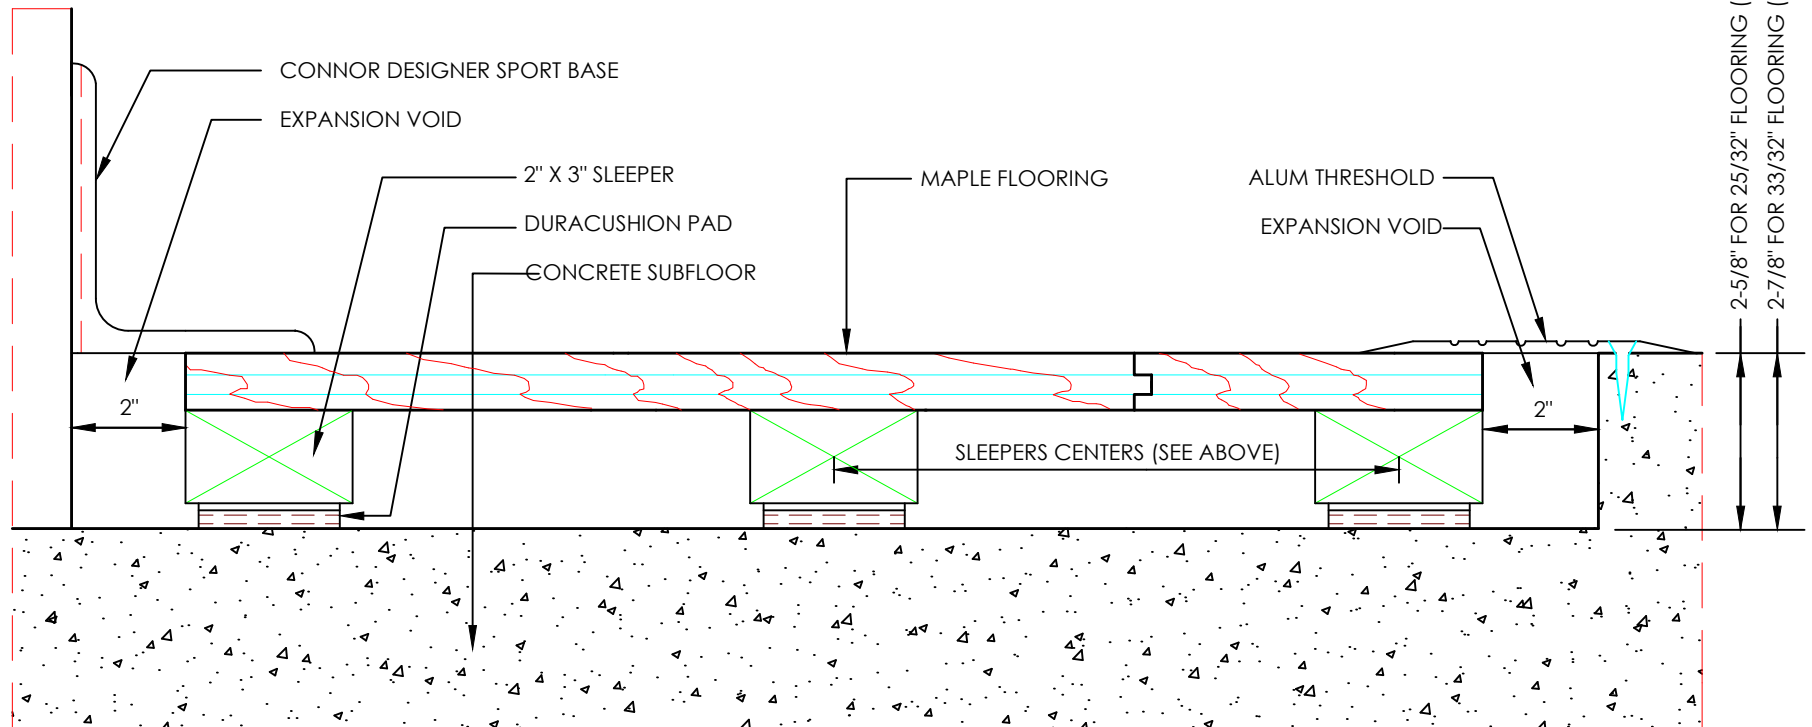 CONNOR DESIGNER SPORT BASE
EXPANSION VOID
2" X 3" SLEEPER
DURACUSHION PAD
CONCRETE SUBFLOOR
MAPLE FLOORING
ALUM THRESHOLD
EXPANSION VOID
2"
2"
SLEEPERS CENTERS (SEE ABOVE)
2-5/8" FOR 25/32" FLOORING (
2-7/8" FOR 33/32" FLOORING (